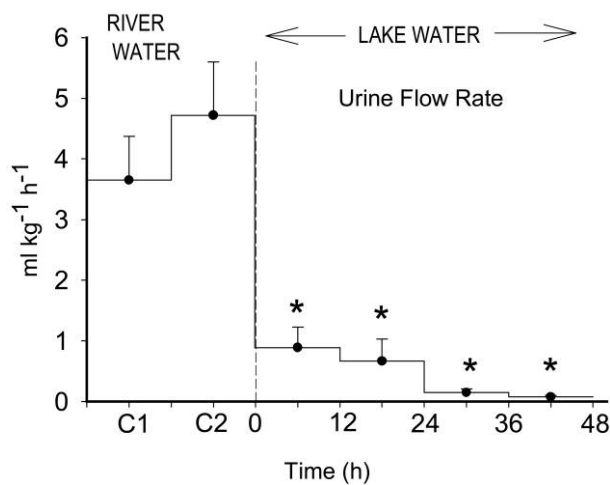 RIVER
WATER
LAKE WATER
Urine Flow Rate
ml kg⁻¹ h⁻¹
6
5
4
3
2
1
0
* * * *
C1 C2 0 12 24 36 48
Time (h)